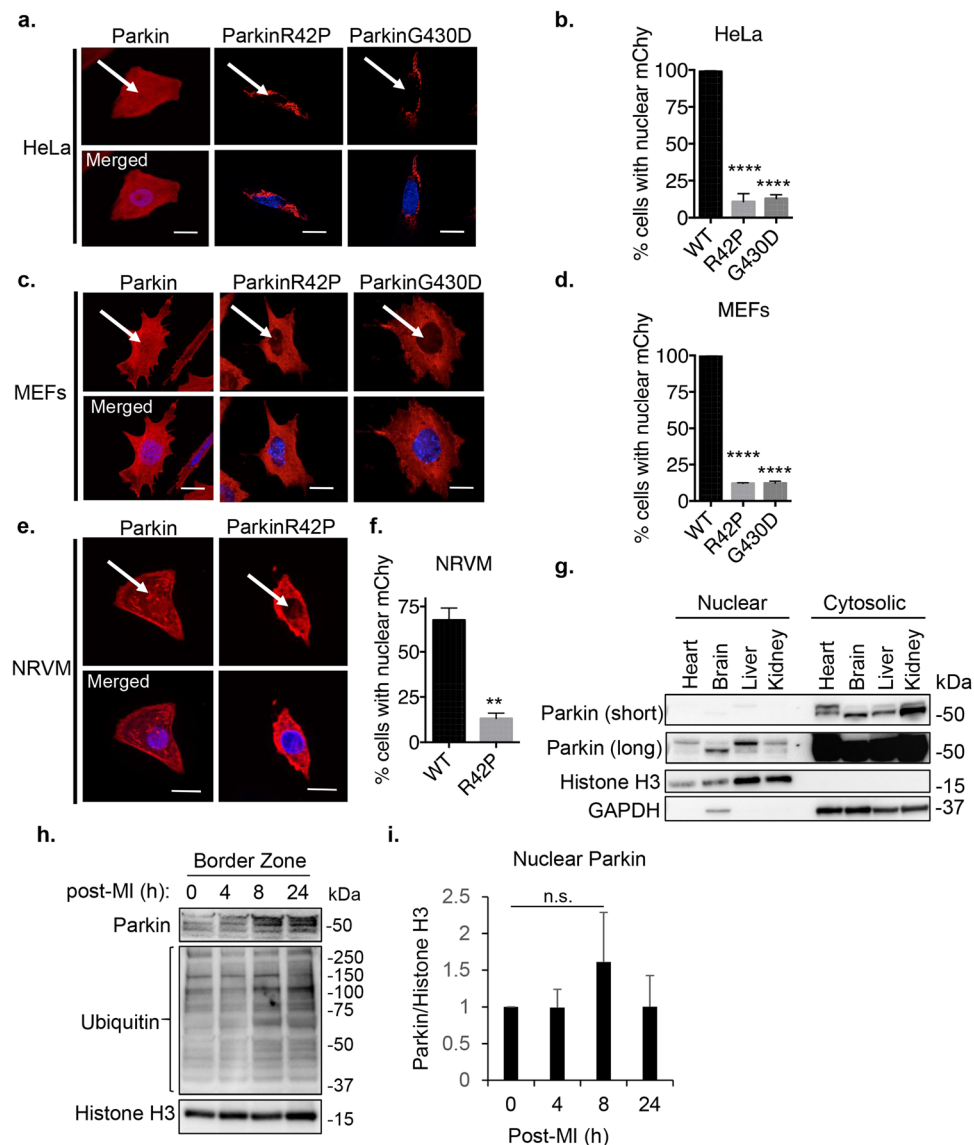 a.
Parkin ParkinR42P ParkinG430D
HeLa
Merged
b.
HeLa
% cells with nuclear mChy
100
75
50
25
0
****
****
WT
R42P
G430D
c.
Parkin ParkinR42P ParkinG430D
MEFs
Merged
d.
MEFs
% cells with nuclear mChy
100
75
50
25
0
****
****
WT
R42P
G430D
e.
Parkin ParkinR42P
NRVM
Merged
f.
NRVM
% cells with nuclear mChy
75
50
25
0
**
WT
R42P
g.
Nuclear Cytosolic
Heart Brain Liver Kidney Heart Brain Liver Kidney kDa
Parkin (short) -50
Parkin (long) -50
Histone H3 -15
GAPDH -37
h.
Border Zone
post-MI (h): 0 4 8 24 kDa
Parkin -50
Ubiquitin
-250
-150
-100
-75
-50
-37
Histone H3 -15
i.
Nuclear Parkin
Parkin/Histone H3
2.5
2
1.5
1
0.5
0
n.s.
0 4 8 24
Post-MI (h)